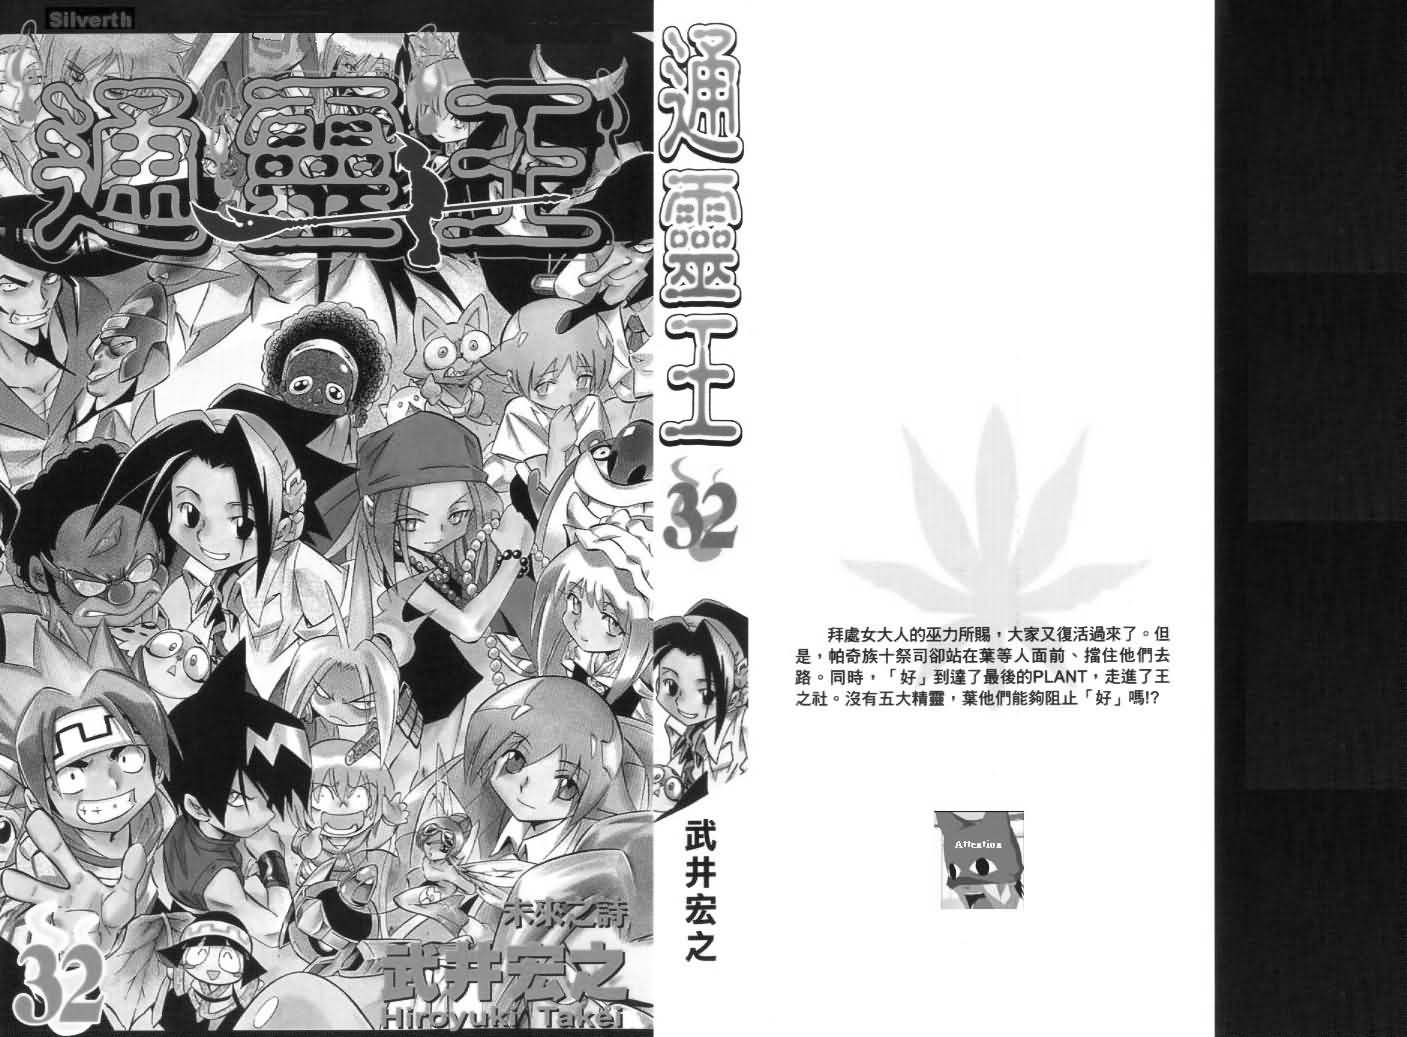 Silverth
通靈王
未來之詩
武井宏之
Hiroyuki Takei
32
通靈王
32
武井宏之
拜處女大人的巫力所賜，大家又復活過來了。但
是，帕奇族十祭司卻站在葉等人面前、擋住他們去
路。同時，「好」到達了最後的PLANT，走進了王
之社。沒有五大精靈，葉他們能夠阻止「好」嗎!?
Attention